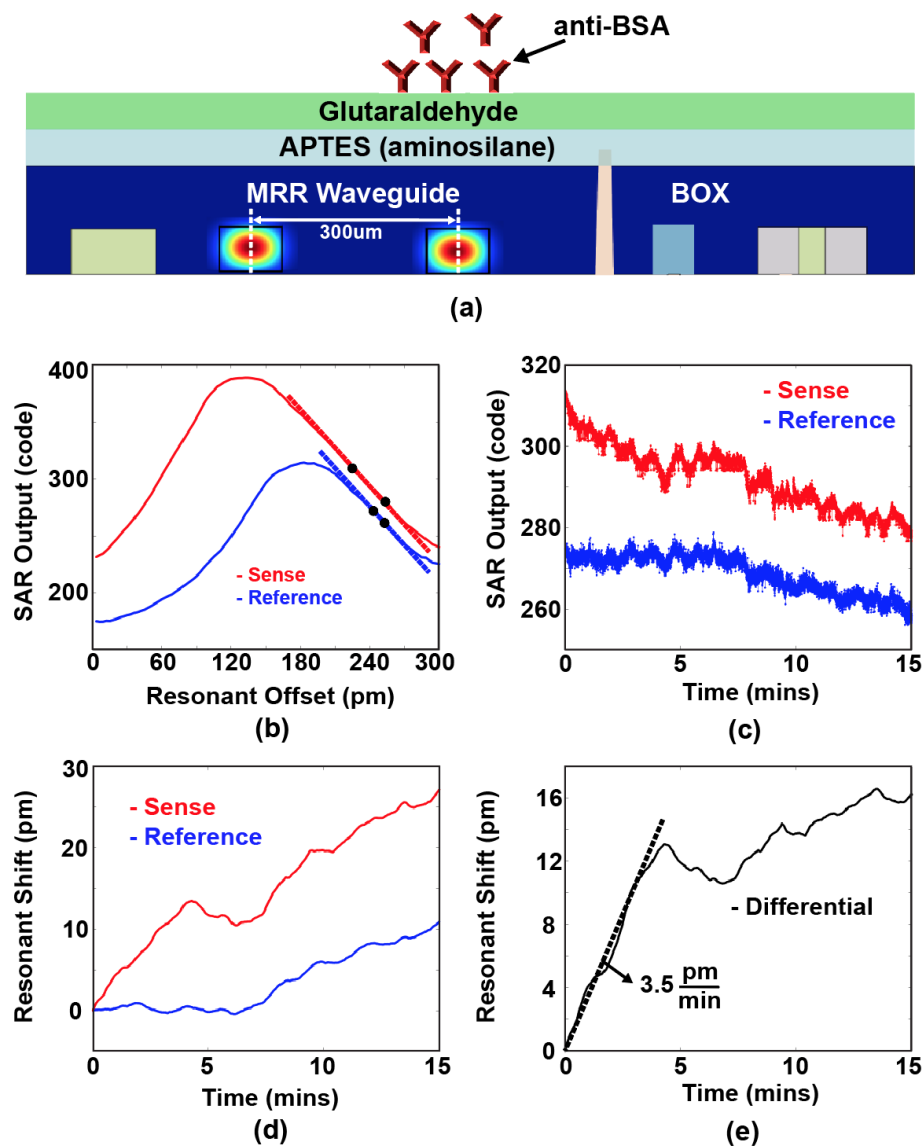 anti-BSA
Glutaraldehyde
APTES (aminosilane)
MRR Waveguide
BOX
300um
(a)
400
300
200
SAR Output (code)
- Sense
- Reference
0 60 120 180 240 300
Resonant Offset (pm)
(b)
320
300
280
260
250
SAR Output (code)
- Sense
- Reference
0 5 10 15
Time (mins)
(c)
30
20
10
0
Resonant Shift (pm)
- Sense
- Reference
0 5 10 15
Time (mins)
(d)
16
12
8
4
0
Resonant Shift (pm)
- Differential
3.5 pm
min
0 5 10 15
Time (mins)
(e)